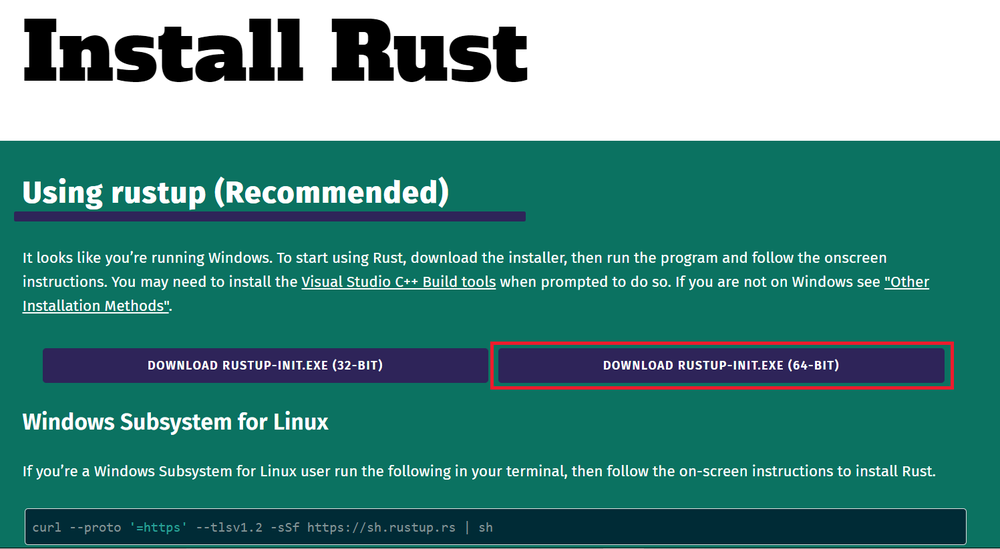 Install Rust
Using rustup (Recommended)
It looks like you’re running Windows. To start using Rust, download the installer, then run the program and follow the onscreen
instructions. You may need to install the Visual Studio C++ Build tools when prompted to do so. If you are not on Windows see "Other
Installation Methods".
DOWNLOAD RUSTUP-INIT.EXE (32-BIT)
DOWNLOAD RUSTUP-INIT.EXE (64-BIT)
Windows Subsystem for Linux
If you’re a Windows Subsystem for Linux user run the following in your terminal, then follow the on-screen instructions to install Rust.
curl --proto '=https' --tlsv1.2 -sSf https://sh.rustup.rs | sh